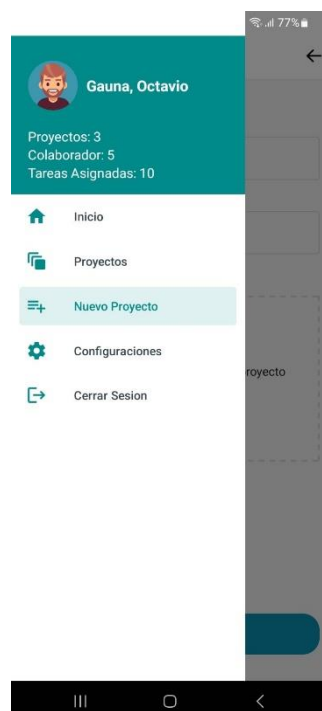 77%
Gauna, Octavio
Proyectos: 3
Colaborador: 5
Tareas Asignadas: 10
Inicio
Proyectos
Nuevo Proyecto
Configuraciones
royecto
Cerrar Sesion